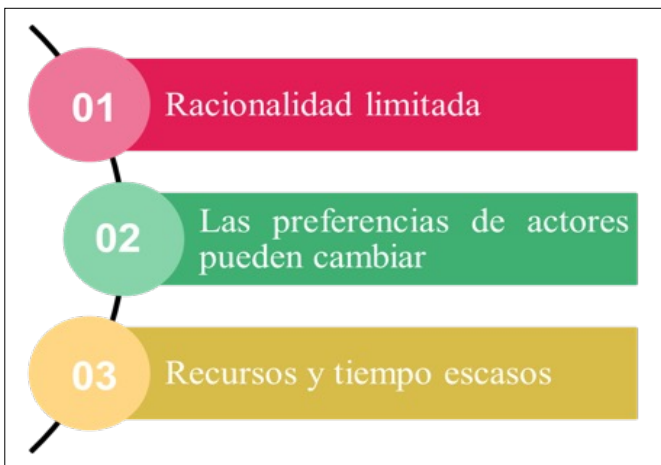 01
Racionalidad limitada
02
Las preferencias de actores
pueden cambiar
03
Recursos y tiempo escasos